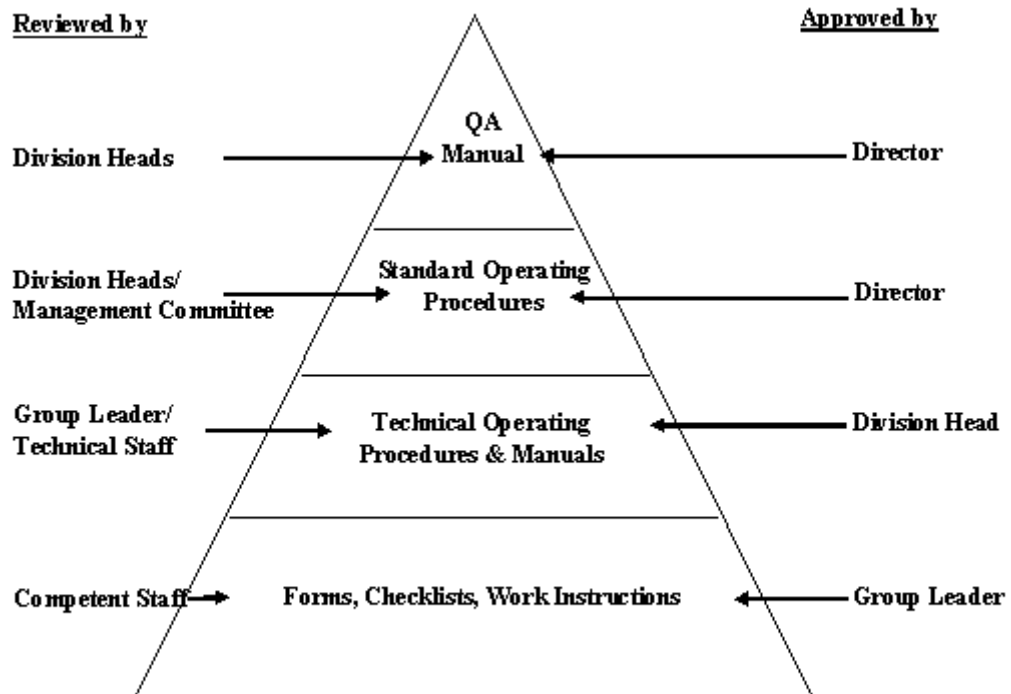 Reviewed by
Approved by
QA
Manual
Division Heads
Director
Division Heads/
Management Committee
Standard Operating
Procedures
Director
Group Leader/
Technical Staff
Technical Operating
Procedures & Manuals
Division Head
Competent Staff
Forms, Checklists, Work Instructions
Group Leader